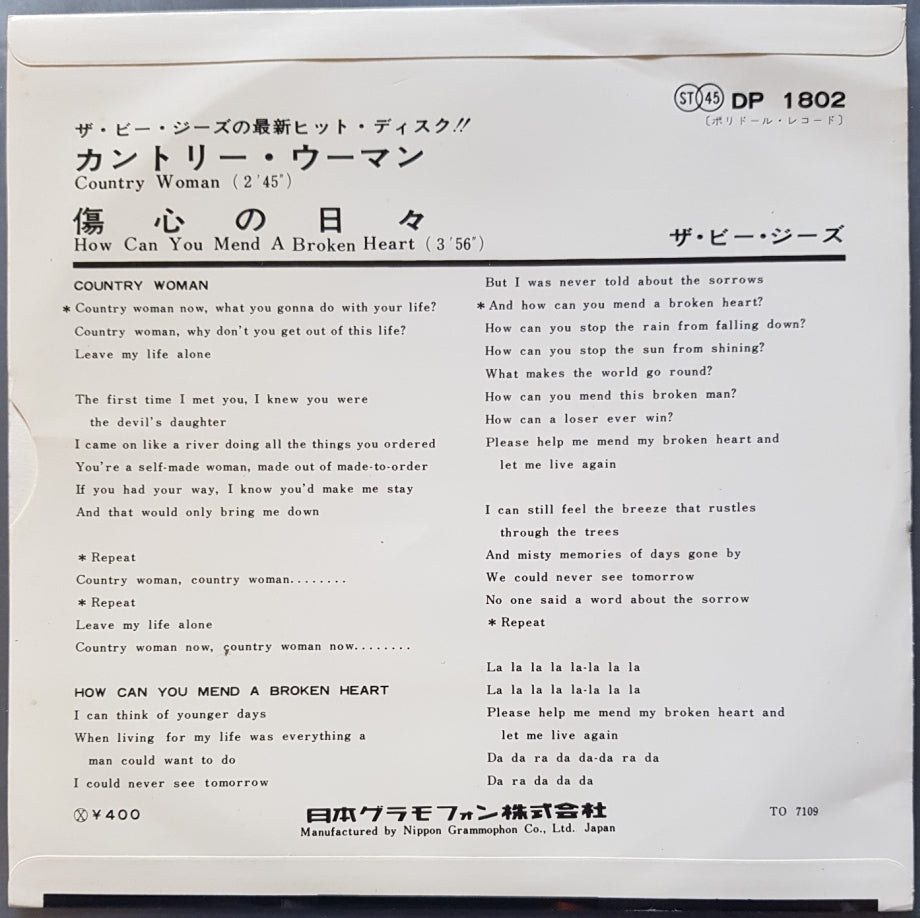 ST 45 DP 1802
〔ポリドール・レコード〕
ザ・ビー・ジーズの最新ヒット・ディスク!!
カントリー・ウーマン
Country Woman (2'45")
傷心の日々
How Can You Mend A Broken Heart (3'56")
ザ・ビー・ジーズ
COUNTRY WOMAN
* Country woman now, what you gonna do with your life?
Country woman, why don't you get out of this life?
Leave my life alone
The first time I met you, I knew you were
the devil's daughter
I came on like a river doing all the things you ordered
You're a self-made woman, made out of made-to-order
If you had your way, I know you'd make me stay
And that would only bring me down
* Repeat
Country woman, country woman........
* Repeat
Leave my life alone
Country woman now, country woman now........
HOW CAN YOU MEND A BROKEN HEART
I can think of younger days
When living for my life was everything a
man could want to do
I could never see tomorrow
But I was never told about the sorrows
* And how can you mend a broken heart?
How can you stop the rain from falling down?
How can you stop the sun from shining?
What makes the world go round?
How can you mend this broken man?
How can a loser ever win?
Please help me mend my broken heart and
let me live again
I can still feel the breeze that rustles
through the trees
And misty memories of days gone by
We could never see tomorrow
No one said a word about the sorrow
* Repeat
La la la la la-la la la
La la la la la-la la la
Please help me mend my broken heart and
let me live again
Da da ra da da-da ra da
Da ra da da da
Ⓧ¥400
日本グラモフォン株式会社
Manufactured by Nippon Grammophon Co., Ltd. Japan
TO 7109